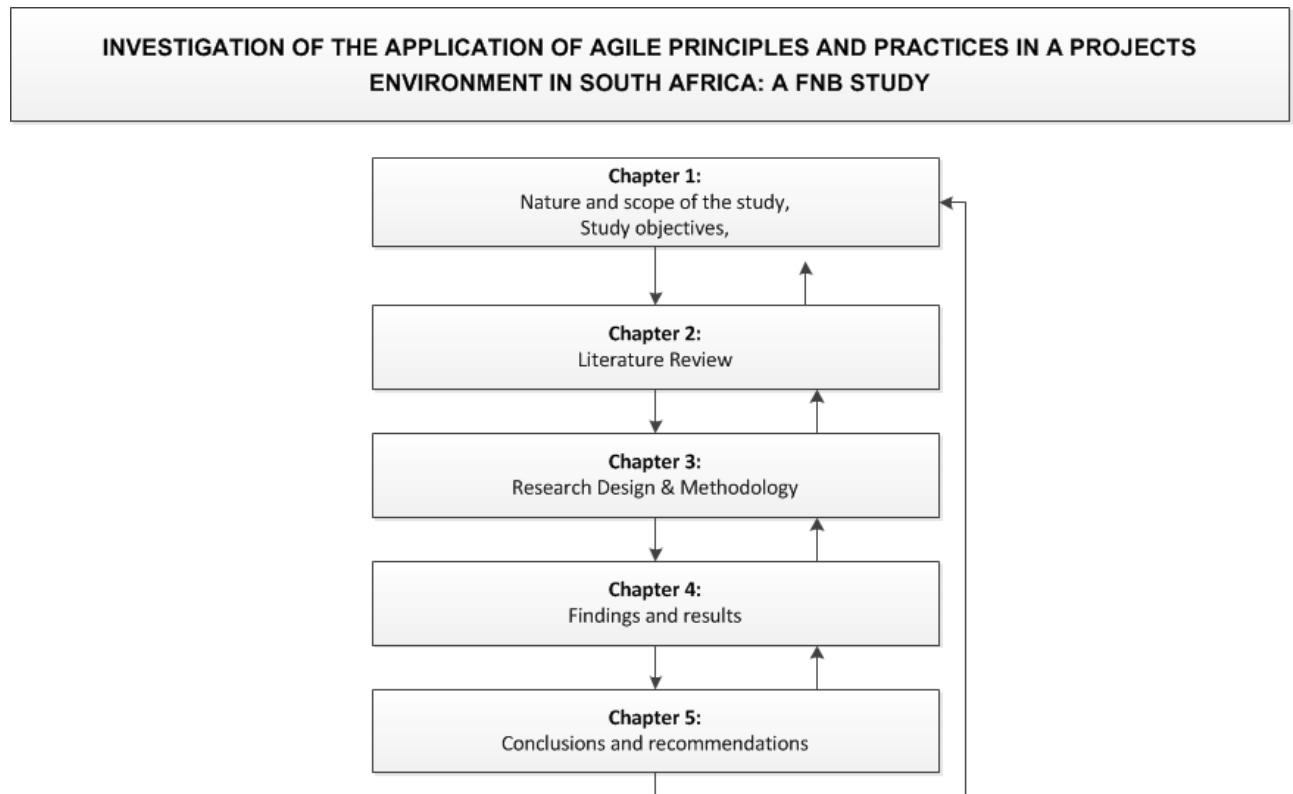 INVESTIGATION OF THE APPLICATION OF AGILE PRINCIPLES AND PRACTICES IN A PROJECTS
ENVIRONMENT IN SOUTH AFRICA: A FNB STUDY
Chapter 1:
Nature and scope of the study,
Study objectives,
Chapter 2:
Literature Review
Chapter 3:
Research Design & Methodology
Chapter 4:
Findings and results
Chapter 5:
Conclusions and recommendations